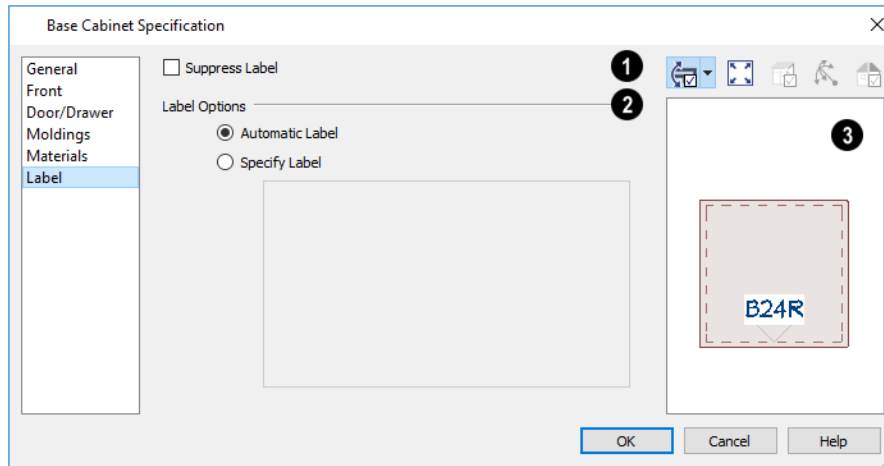 Base Cabinet Specification
General
Front
Door/Drawer
Moldings
Materials
Label
Suppress Label
1
Label Options
2
Automatic Label
Specify Label
3
B24R
OK
Cancel
Help